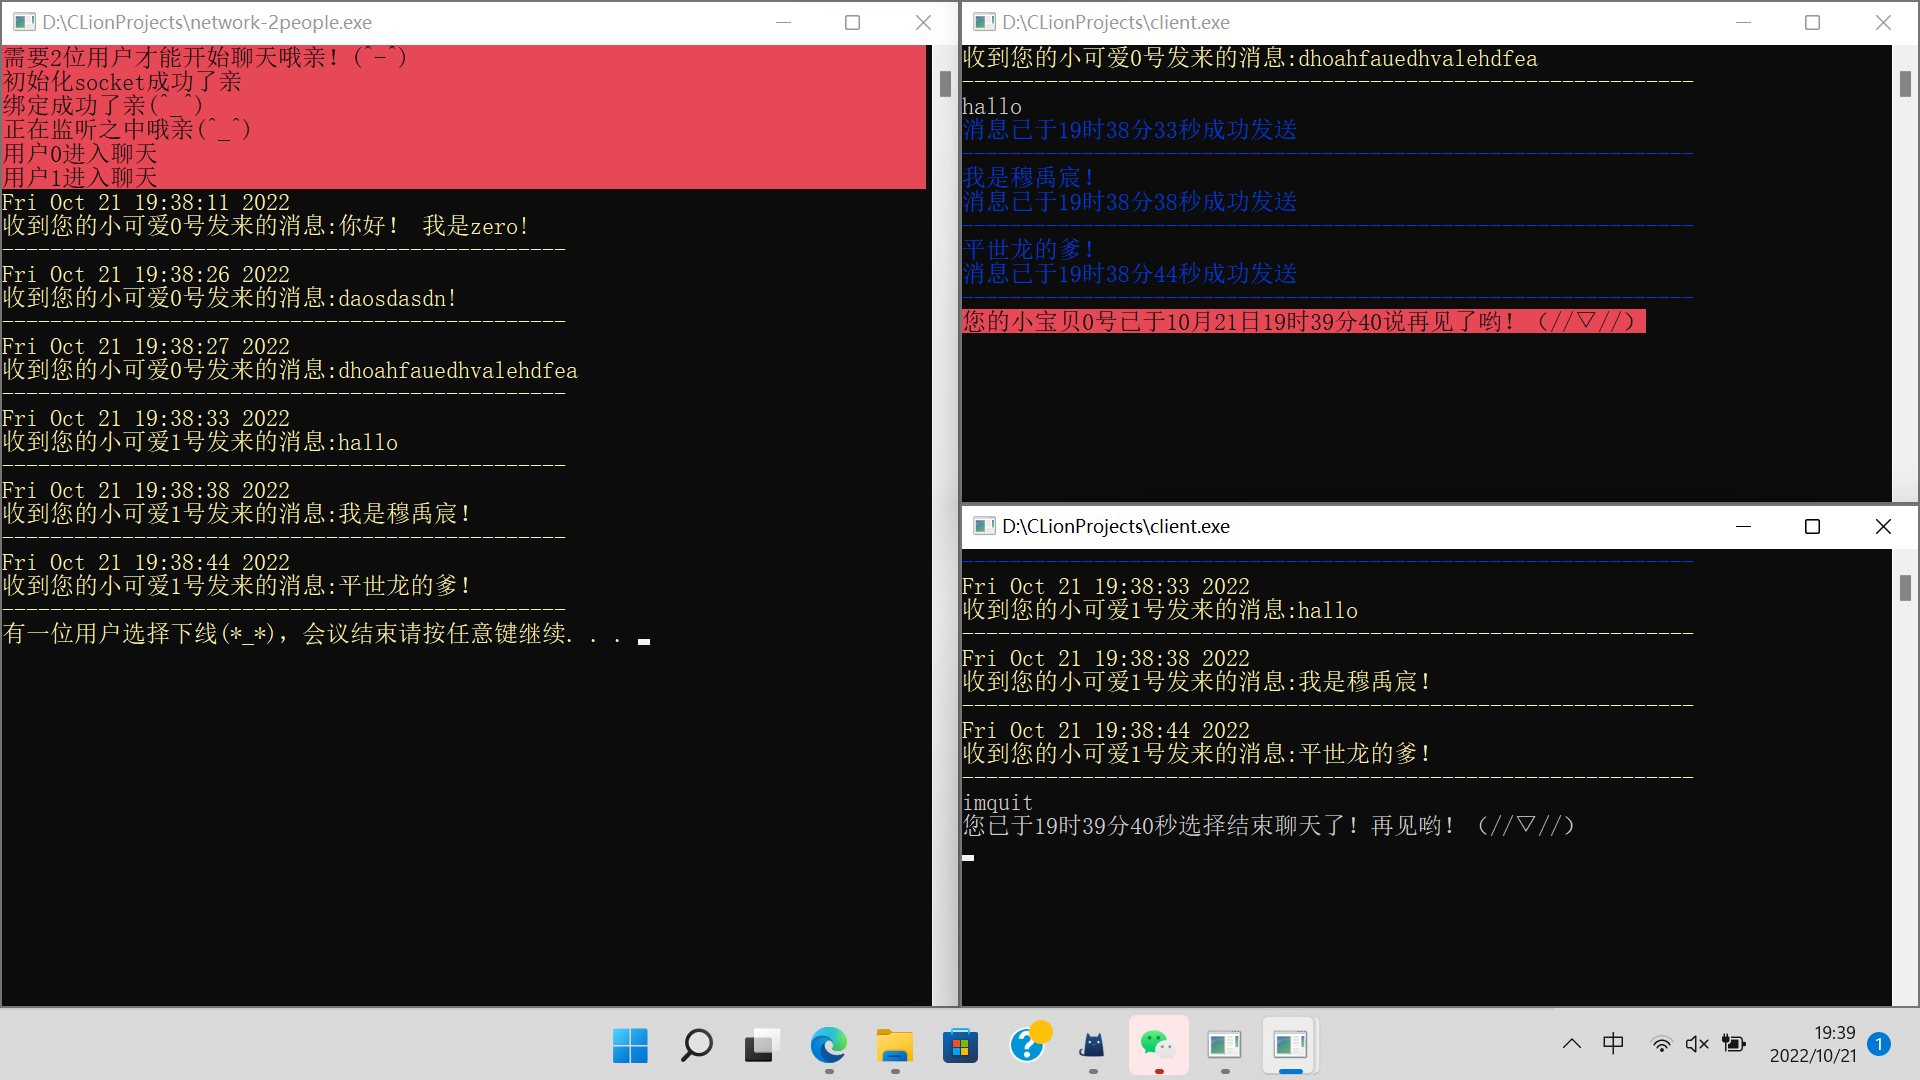 D:\CLionProjects\network-2people.exe
需要2位用户才能开始聊天哦亲！(^-^)
初始化socket成功了亲
绑定成功了亲(^_^)
正在监听之中哦亲(^_^)
用户0进入聊天
用户1进入聊天
Fri Oct 21 19:38:11 2022
收到您的小可爱0号发来的消息:你好！ 我是zero!
-----------------------------------------------
Fri Oct 21 19:38:26 2022
收到您的小可爱0号发来的消息:daosdasdn!
-----------------------------------------------
Fri Oct 21 19:38:27 2022
收到您的小可爱0号发来的消息:dhoahfauedhvalehdfea
-----------------------------------------------
Fri Oct 21 19:38:33 2022
收到您的小可爱1号发来的消息:hallo
-----------------------------------------------
Fri Oct 21 19:38:38 2022
收到您的小可爱1号发来的消息:我是穆禹宸！
-----------------------------------------------
Fri Oct 21 19:38:44 2022
收到您的小可爱1号发来的消息:平世龙的爹！
-----------------------------------------------
有一位用户选择下线(*_*)，会议结束请按任意键继续. . .
D:\CLionProjects\client.exe
收到您的小可爱0号发来的消息:dhoahfauedhvalehdfea
-------------------------------------------------------------
hallo
消息已于19时38分33秒成功发送
-------------------------------------------------------------
我是穆禹宸！
消息已于19时38分38秒成功发送
-------------------------------------------------------------
平世龙的爹！
消息已于19时38分44秒成功发送
-------------------------------------------------------------
您的小宝贝0号已于10月21日19时39分40说再见了哟！（//▽//）
D:\CLionProjects\client.exe
-------------------------------------------------------------
Fri Oct 21 19:38:33 2022
收到您的小可爱1号发来的消息:hallo
-------------------------------------------------------------
Fri Oct 21 19:38:38 2022
收到您的小可爱1号发来的消息:我是穆禹宸！
-------------------------------------------------------------
Fri Oct 21 19:38:44 2022
收到您的小可爱1号发来的消息:平世龙的爹！
-------------------------------------------------------------
imquit
您已于19时39分40秒选择结束聊天了！再见哟！（//▽//）
中
19:39
2022/10/21
1